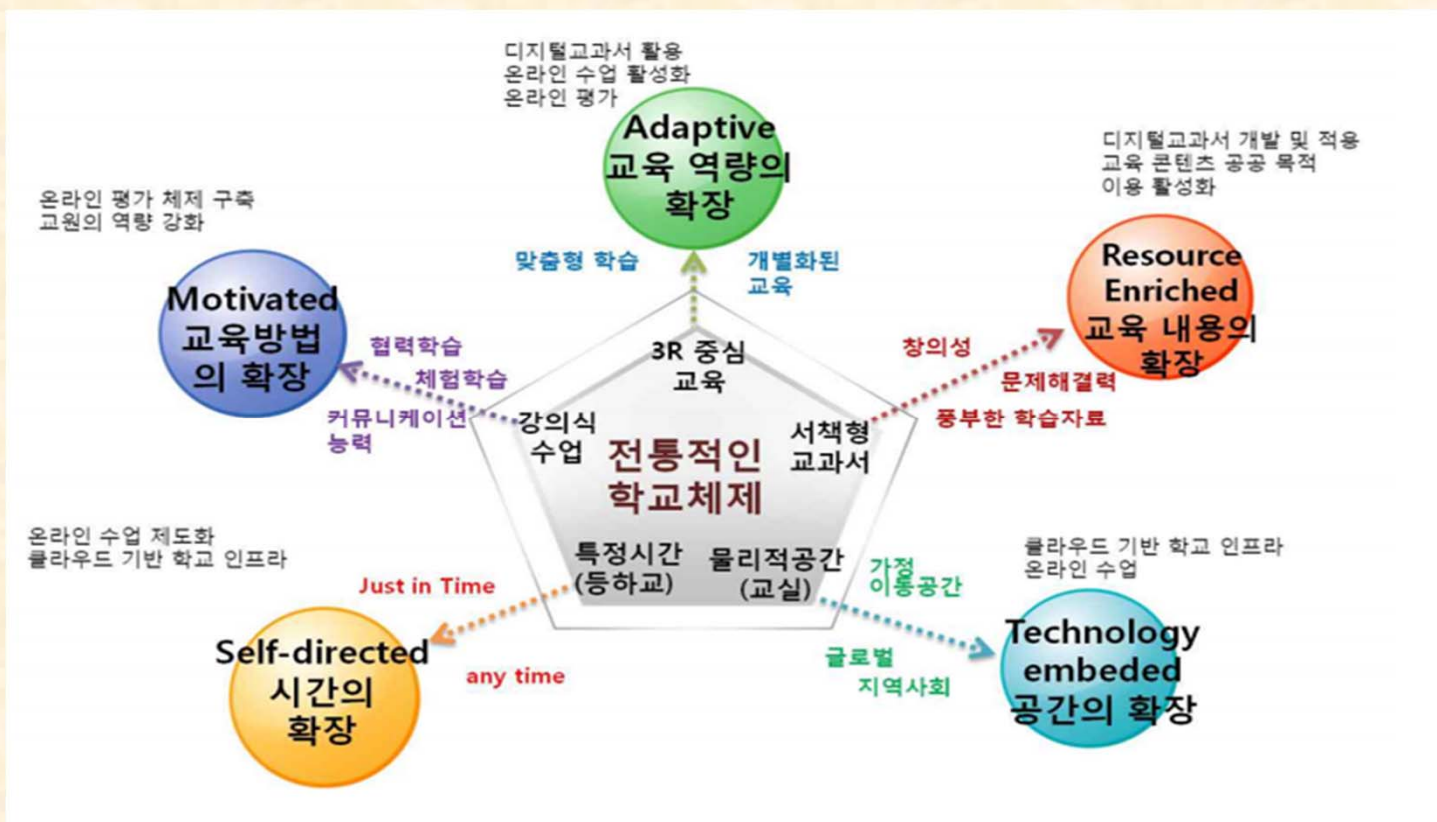 디지털교과서 활용
온라인 수업 활성화
온라인 평가
Adaptive
교육 역량의
확장
맞춤형 학습
개별화된
교육
온라인 평가 체제 구축
교원의 역량 강화
Motivated
교육방법
의 확장
협력학습
체험학습
커뮤니케이션
능력
디지털교과서 개발 및 적용
교육 콘텐츠 공공 목적
이용 활성화
Resource
Enriched
교육 내용의
확장
창의성
문제해결력
풍부한 학습자료
3R 중심
교육
강의식
수업
서책형
교과서
전통적인
학교체제
특정시간
(등하교)
물리적공간
(교실)
온라인 수업 제도화
클라우드 기반 학교 인프라
Just in Time
any time
Self-directed
시간의
확장
가정
이동공간
글로벌
지역사회
클라우드 기반 학교 인프라
온라인 수업
Technology
embeded
공간의 확장